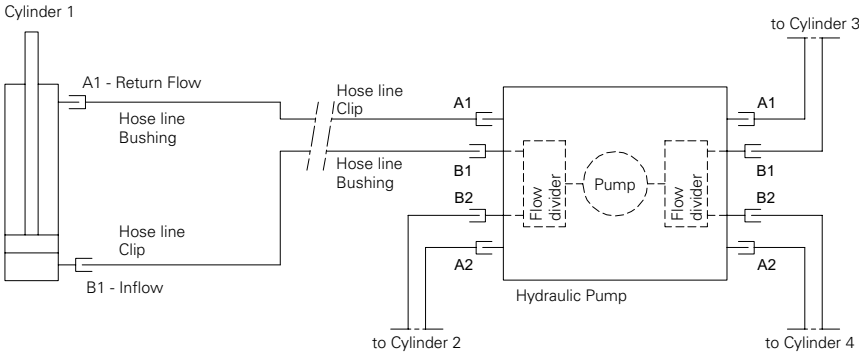 Cylinder 1
to Cylinder 3
A1 - Return Flow
Hose line
Bushing
Hose line
Clip
A1
A1
Hose line
Bushing
B1
B1
Flow
divider
Pump
Flow
divider
B2
B2
Hose line
Clip
A2
A2
B1 - Inflow
Hydraulic Pump
to Cylinder 2
to Cylinder 4